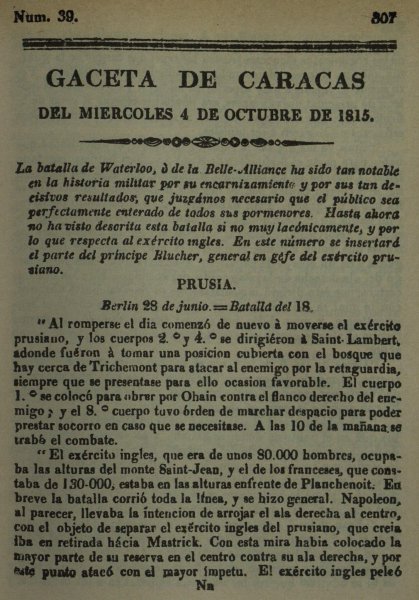 Num. 39. 307
GACETA DE CARACAS
DEL MIERCOLES 4 DE OCTUBRE DE 1815.
La batalla de Waterloo, ò de la Belle-Alliance ha sido tan notable
en la historia militar por su encarnizamiento y por sus tan de-
cisivos resultados, que juzgámos necesario que el público sea
perfectamente enterado de todos sus pormenores. Hasta ahora
no ha visto descrita esta batalla si no muy lacónicamente, y por
lo que respecta al exército ingles. En este número se insertará
el parte del príncipe Blucher, general en géfe del exército pru-
siano.
PRUSIA.
Berlin 28 de junio.=Batalla del 18.
" Al romperse el dia comenzó de nuevo à moverse el exército
prusiano, y los cuerpos 2. º y 4. º se dirigiéron à Saint-Lambert,
adonde fuéron à tomar una posicion cubierta con el bosque que
hay cerca de Trichemont para atacar al enemigo por la retaguardia,
siempre que se presentase para ello ocasion favorable. El cuerpo
1. º se colocó para obrar por Ohain contra el flanco derecho del ene-
migo; y el 8. º cuerpo tuvo órden de marchar despacio para poder
prestar socorro en caso que se necesitase. A las 10 de la mañana se
trabó el combate.
" El exército ingles, que era de unos 80.000 hombres, ocupa-
ba las alturas del monte Saint-Jean, y el de los franceses, que cons-
taba de 130-000, estaba en las alturas enfrente de Planchenoit. En
breve la batalla corrió toda la línea, y se hizo general. Napoleon,
al parecer, llevaba la intencion de arrojar el ala derecha al centro,
con el objeto de separar el exército ingles del prusiano, que creia
iba en retirada hácia Mastrick. Con esta mira habia colocado la
mayor parte de su reserva en el centro contra su ala derecha, y por
este punto atacó con el mayor ímpetu. El exército ingles peleó
Nn